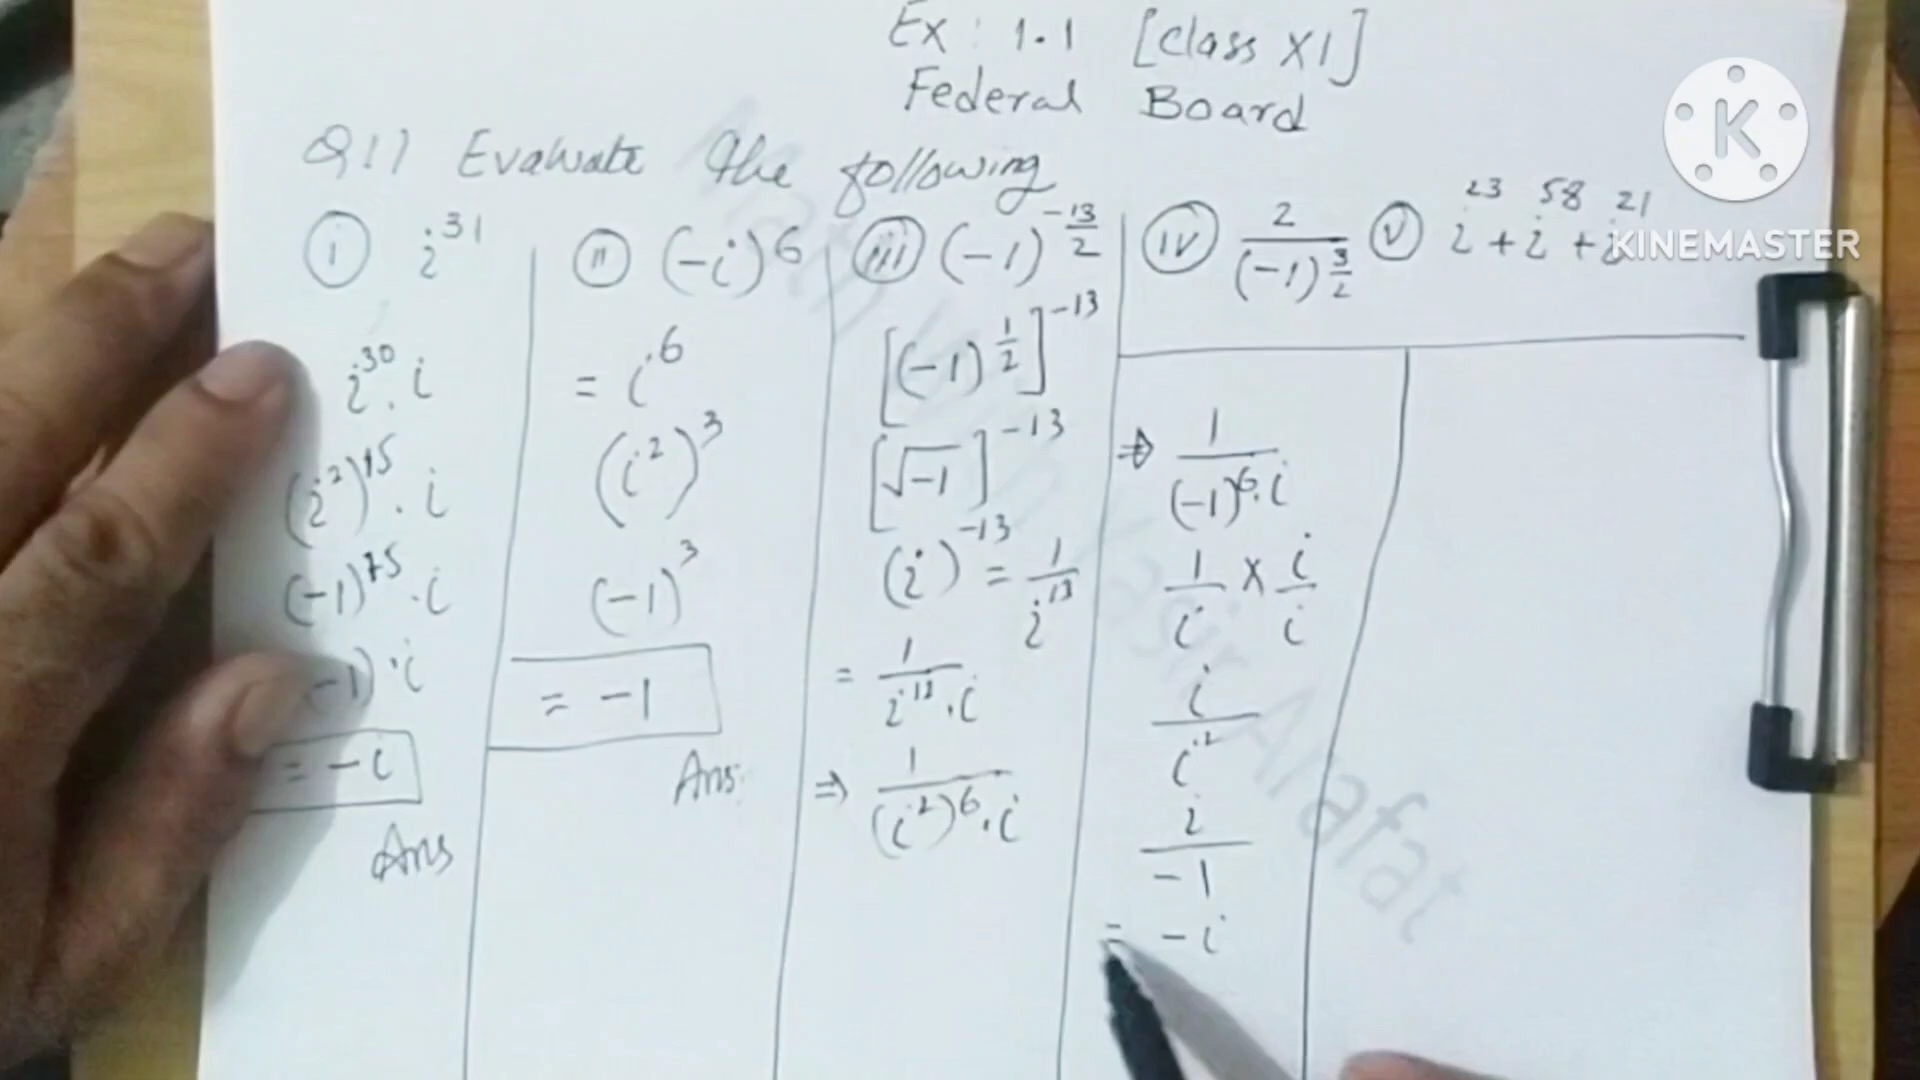 Ex : 1.1 [Class XI]
Federal Board
K
KINEMASTER
Q1) Evaluate the following
(i) i^31
i^30 . i
(i^2)^15 . i
(-1)^15 . i
-1) . i
= -i
Ans
(ii) (-i)^6
= i^6
(i^2)^3
(-1)^3
= -1
Ans.
(iii) (-1)^-13/2
[(-1)^1/2]^-13
[√-1]^-13
(i)^-13 = 1/i^13
= 1/i^12 . i
⇒ 1/(i^2)^6 . i
(iv) 2/(-1)^3/2
⇒ 1/(-1)^6 . i
1/i × i/i
i/i^2
i/-1
= -i
(v) i^23 + i^58 + i^21
Math Yasir Arafat